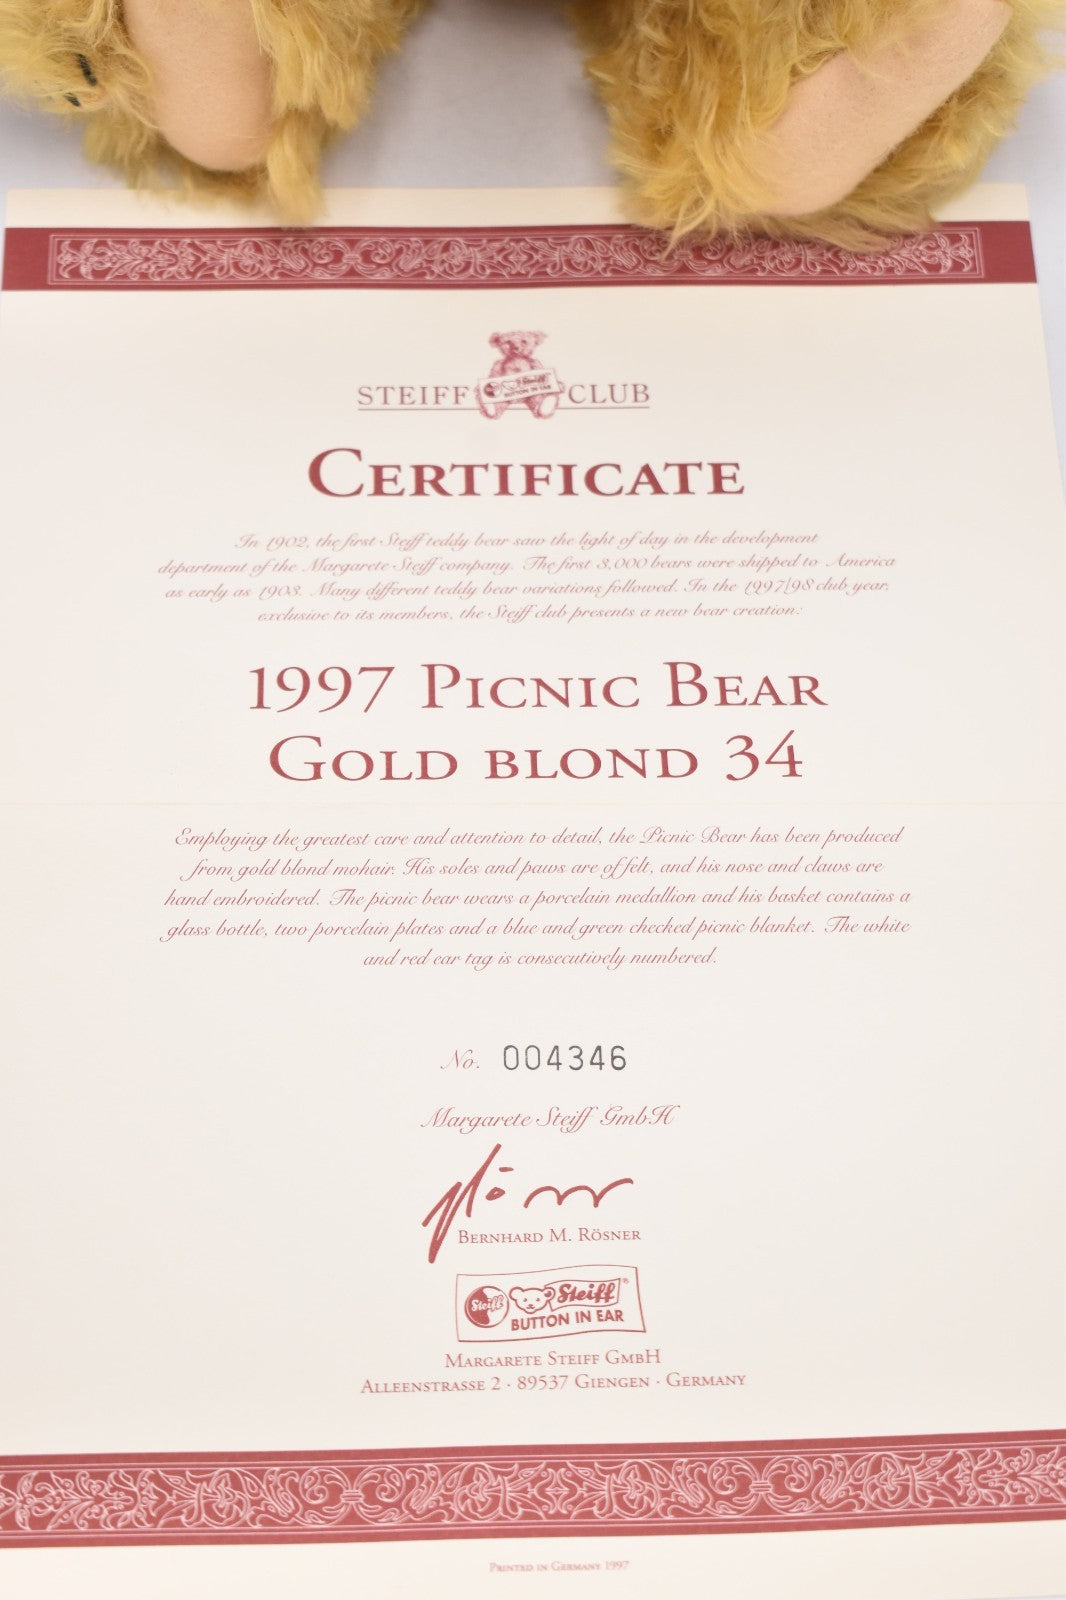 STEIFF Steiff BUTTON IN EAR CLUB
CERTIFICATE
In 1902, the first Steiff teddy bear saw the light of day in the development
department of the Margarete Steiff company. The first 3,000 bears were shipped to America
as early as 1903. Many different teddy bear variations followed. In the 1997/98 club year,
exclusive to its members, the Steiff club presents a new bear creation:
1997 PICNIC BEAR
GOLD BLOND 34
Employing the greatest care and attention to detail, the Picnic Bear has been produced
from gold blond mohair. His soles and paws are of felt, and his nose and claws are
hand embroidered. The picnic bear wears a porcelain medallion and his basket contains a
glass bottle, two porcelain plates and a blue and green checked picnic blanket. The white
and red ear tag is consecutively numbered.
No. 004346
Margarete Steiff GmbH
BERNHARD M. RÖSNER
Steiff Steiff®
BUTTON IN EAR
MARGARETE STEIFF GMBH
ALLEENSTRASSE 2 · 89537 GIENGEN · GERMANY
PRINTED IN GERMANY 1997